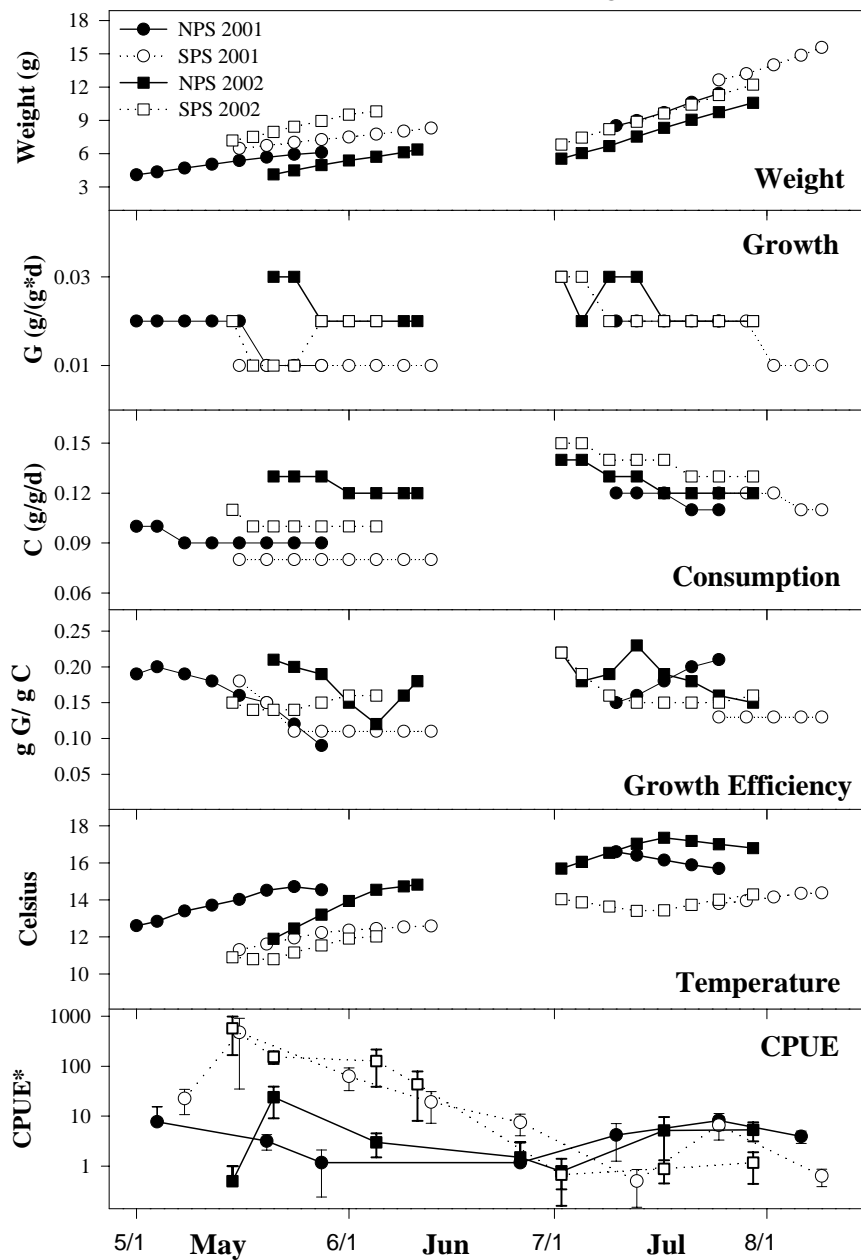 18
15
12
9
6
3
Weight (g)
NPS 2001
SPS 2001
NPS 2002
SPS 2002
Weight
0.03
0.01
G (g/(g*d)
Growth
0.15
0.12
0.09
0.06
C (g/g/d)
Consumption
0.25
0.20
0.15
0.10
0.05
g G/ g C
Growth Efficiency
18
16
14
12
10
Celsius
Temperature
1000
100
10
1
CPUE*
CPUE
5/1 May 6/1 Jun 7/1 Jul 8/1